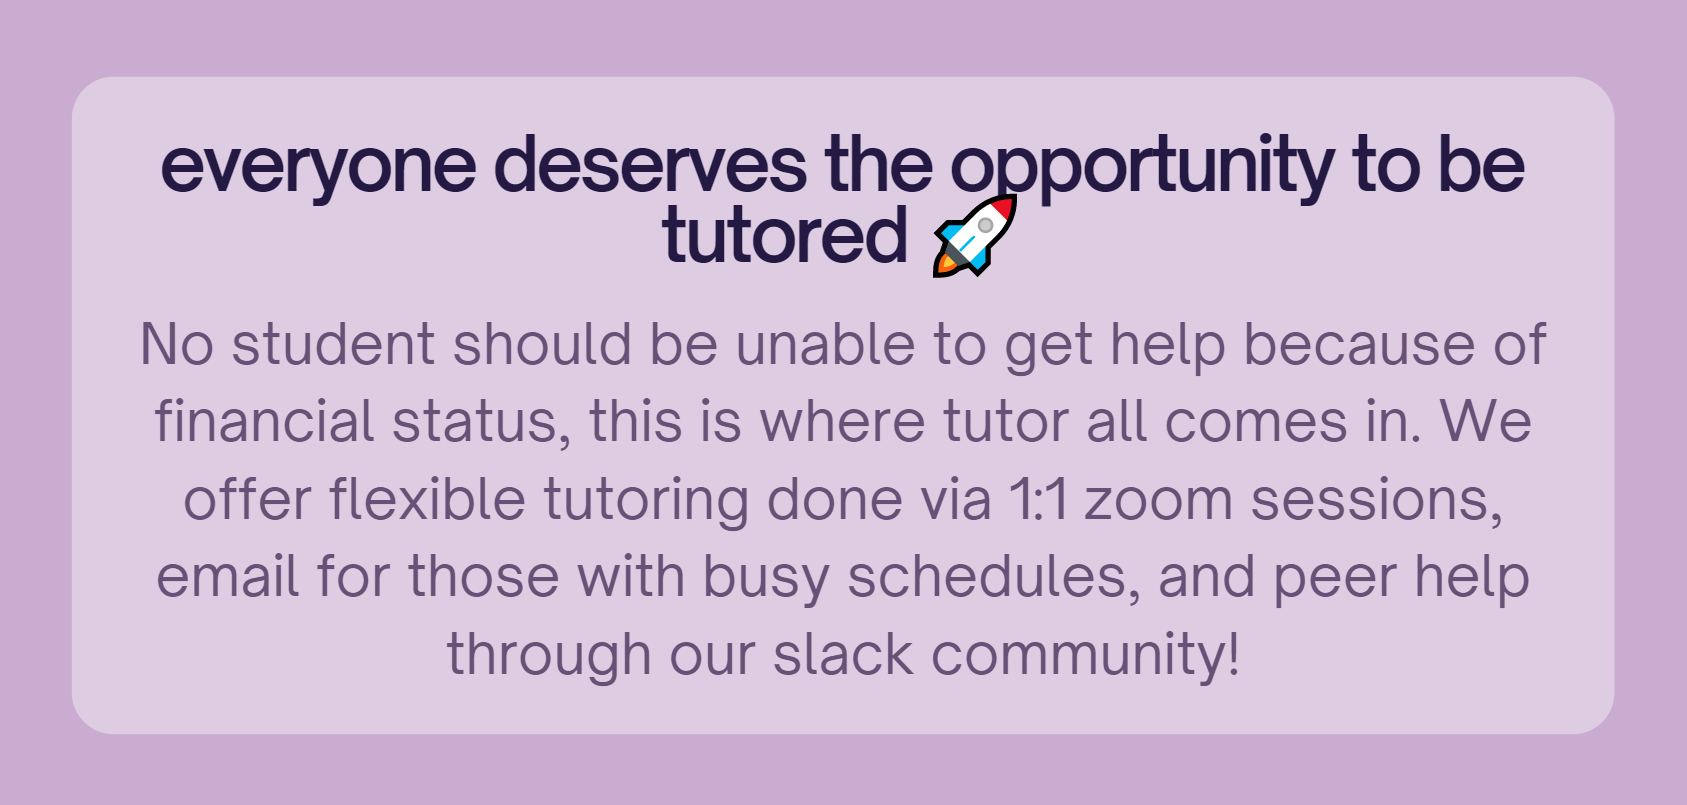 everyone deserves the opportunity to be
tutored 🚀
No student should be unable to get help because of
financial status, this is where tutor all comes in. We
offer flexible tutoring done via 1:1 zoom sessions,
email for those with busy schedules, and peer help
through our slack community!